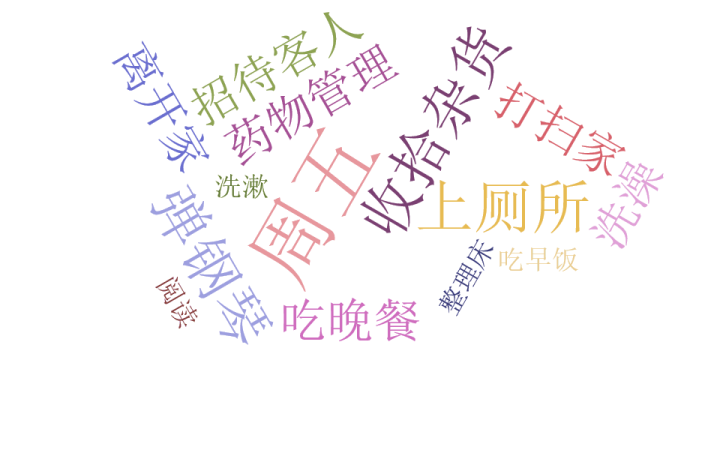 离开家
招待客人
药物管理
收拾杂货
打扫家
洗漱
周五
上厕所
洗澡
弹钢琴
整理床
吃早饭
阅读
吃晚餐